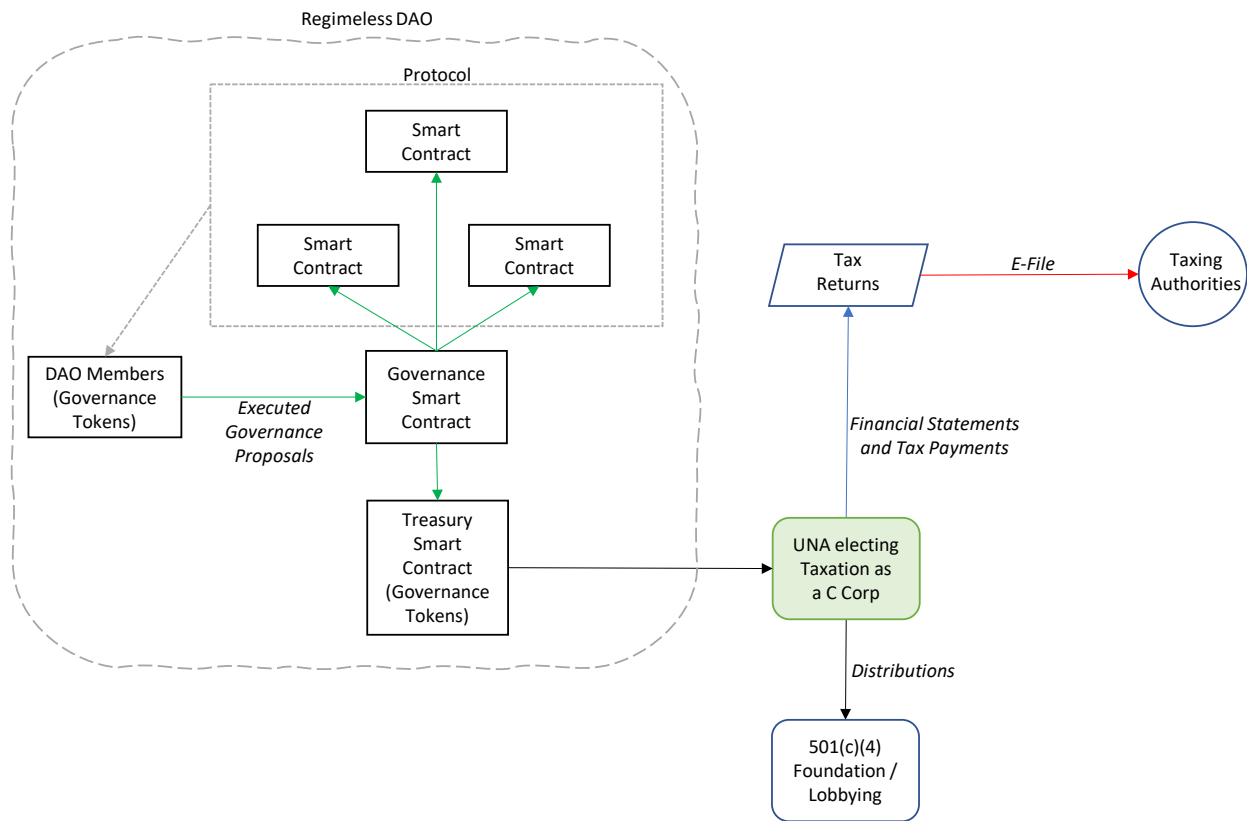 Regimeless DAO
Protocol
Smart
Contract
Smart
Contract
Smart
Contract
DAO Members
(Governance
Tokens)
Executed
Governance
Proposals
Governance
Smart
Contract
Treasury
Smart
Contract
(Governance
Tokens)
Tax
Returns
E-File
Taxing
Authorities
Financial Statements
and Tax Payments
UNA electing
Taxation as
a C Corp
Distributions
501(c)(4)
Foundation /
Lobbying